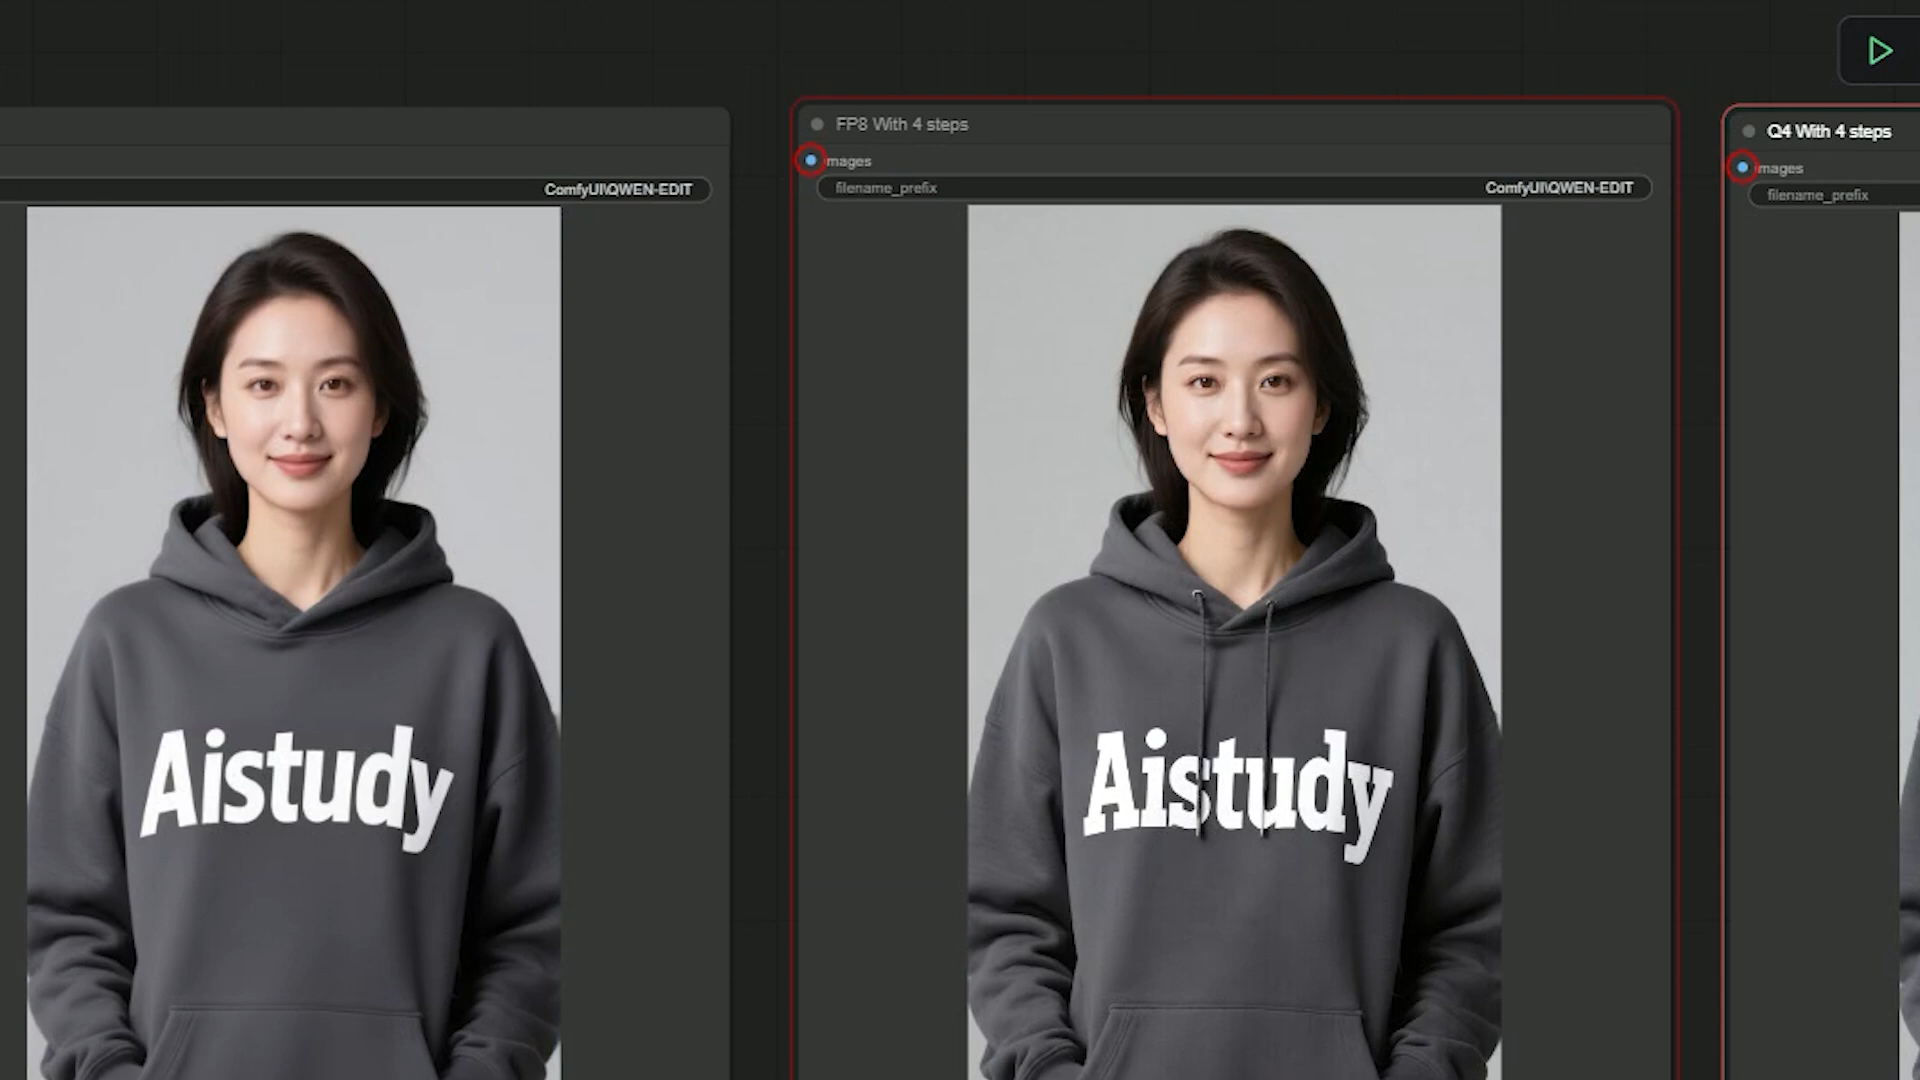 ComfyUI\QWEN-EDIT
Aistudy
FP8 With 4 steps
images
filename_prefix
ComfyUI\QWEN-EDIT
Aistudy
Q4 With 4 steps
images
filename_prefix